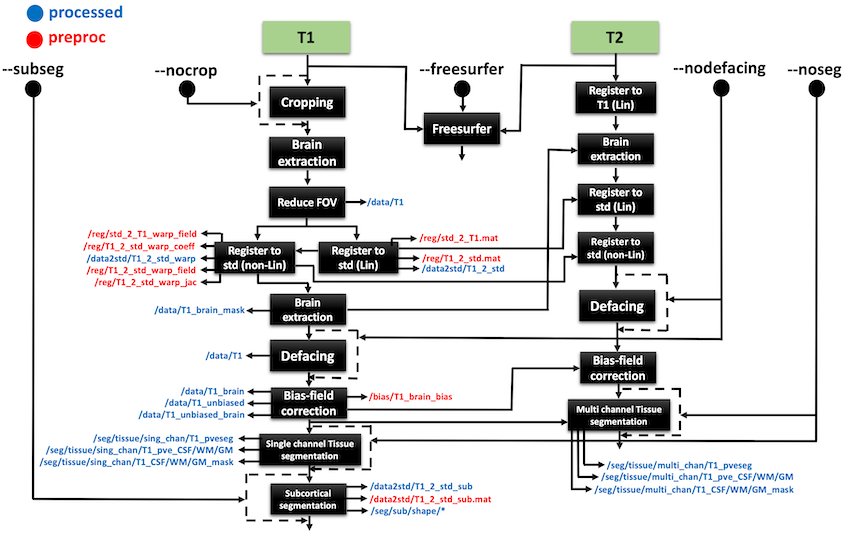 processed
preproc
T1
T2
--subseg
--nocrop
--freesurfer
--nodefacing
--noseg
Cropping
Freesurfer
Register to
T1 (Lin)
Brain
extraction
Brain
extraction
Reduce FOV
/data/T1
Register to
std (Lin)
/reg/std_2_T1_warp_field
/reg/T1_2_std_warp_coeff
/data2std/T1_2_std_warp
/reg/T1_2_std_warp_field
/reg/T1_2_std_warp_jac
Register to
std (non-Lin)
Register to
std (Lin)
/reg/std_2_T1.mat
/reg/T1_2_std.mat
/data2std/T1_2_std
Register to
std (non-Lin)
/data/T1_brain_mask
Brain
extraction
Defacing
/data/T1
Defacing
Bias-field
correction
/data/T1_brain
/data/T1_unbiased
/data/T1_unbiased_brain
Bias-field
correction
/bias/T1_brain_bias
Multi channel Tissue
segmentation
/seg/tissue/sing_chan/T1_pveseg
/seg/tissue/sing_chan/T1_pve_CSF/WM/GM
/seg/tissue/sing_chan/T1_CSF/WM/GM_mask
Single channel Tissue
segmentation
/seg/tissue/multi_chan/T1_pveseg
/seg/tissue/multi_chan/T1_pve_CSF/WM/GM
/seg/tissue/multi_chan/T1_CSF/WM/GM_mask
Subcortical
segmentation
/data2std/T1_2_std_sub
/data2std/T1_2_std_sub.mat
/seg/sub/shape/*